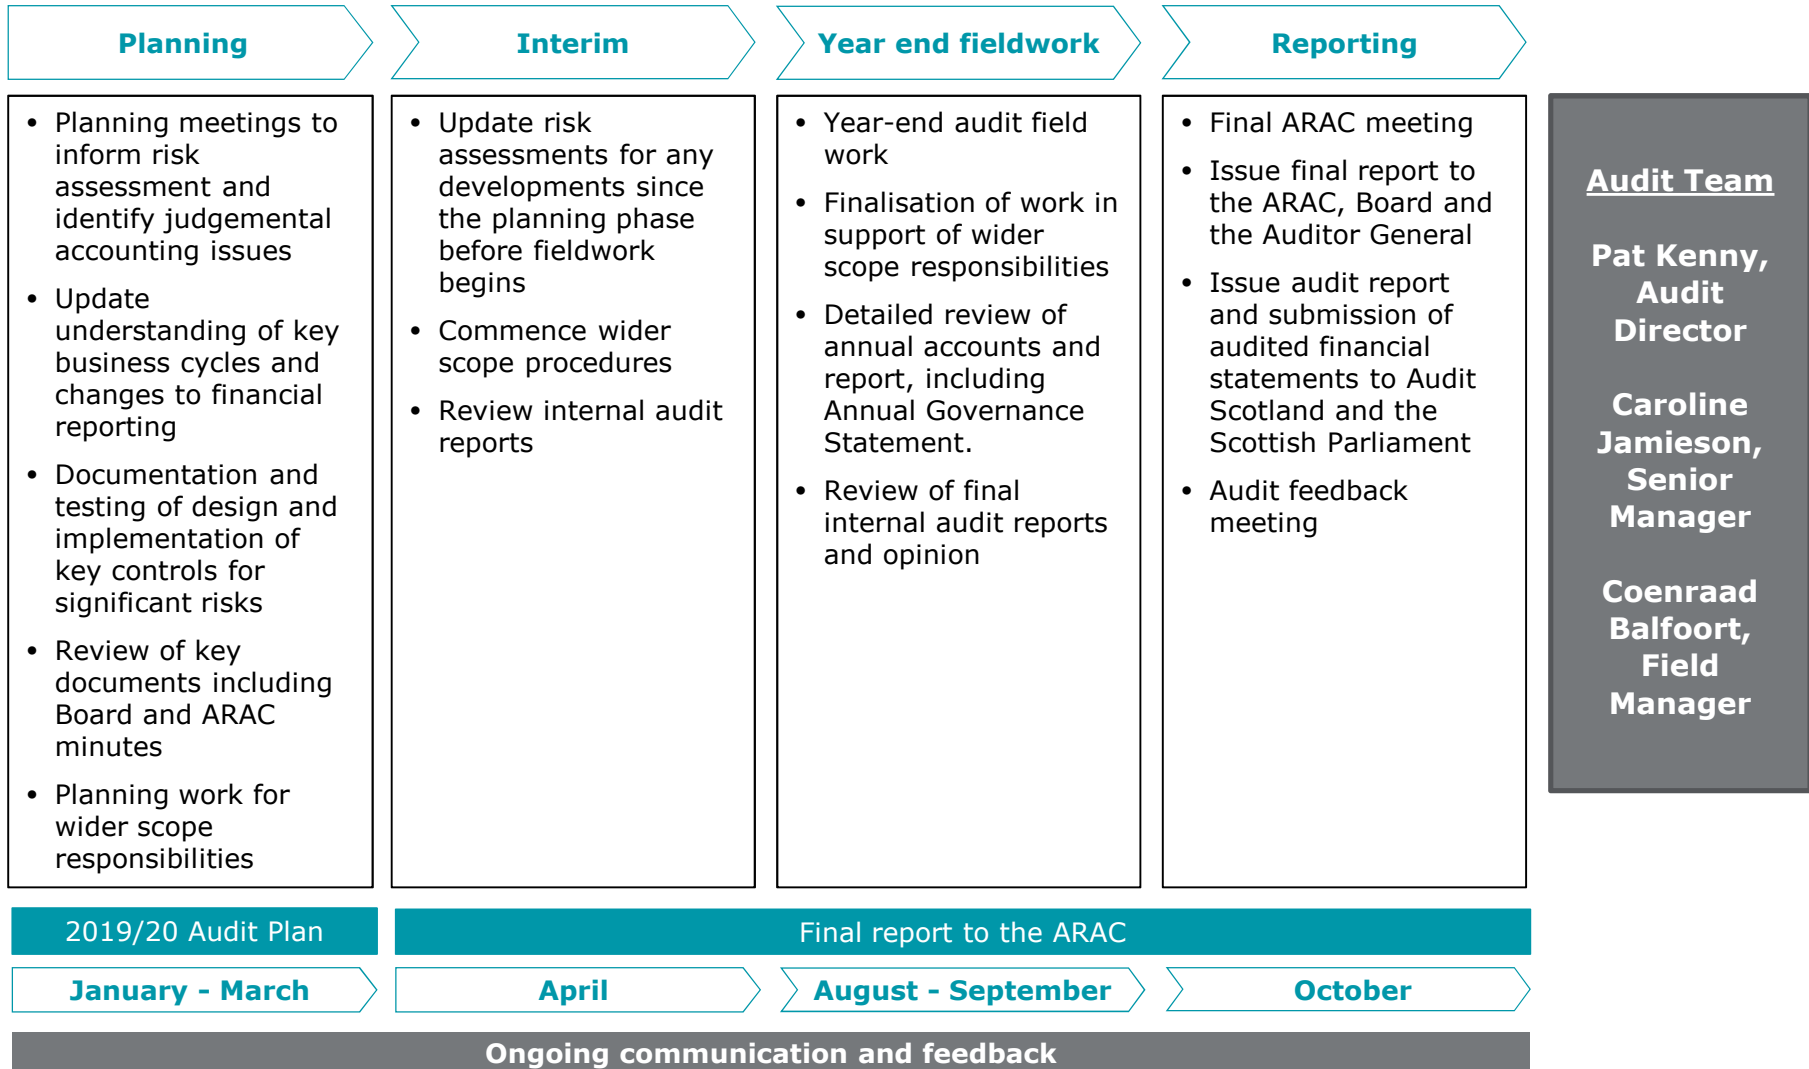 Planning
Interim
Year end fieldwork
Reporting
• Planning meetings to
inform risk
assessment and
identify judgemental
accounting issues
• Update
understanding of key
business cycles and
changes to financial
reporting
• Documentation and
testing of design and
implementation of
key controls for
significant risks
• Review of key
documents including
Board and ARAC
minutes
• Planning work for
wider scope
responsibilities
• Update risk
assessments for any
developments since
the planning phase
before fieldwork
begins
• Commence wider
scope procedures
• Review internal audit
reports
• Year-end audit field
work
• Finalisation of work in
support of wider
scope responsibilities
• Detailed review of
annual accounts and
report, including
Annual Governance
Statement.
• Review of final
internal audit reports
and opinion
• Final ARAC meeting
• Issue final report to
the ARAC, Board and
the Auditor General
• Issue audit report
and submission of
audited financial
statements to Audit
Scotland and the
Scottish Parliament
• Audit feedback
meeting
Audit Team
Pat Kenny,
Audit
Director
Caroline
Jamieson,
Senior
Manager
Coenraad
Balfoort,
Field
Manager
2019/20 Audit Plan
Final report to the ARAC
January - March
April
August - September
October
Ongoing communication and feedback